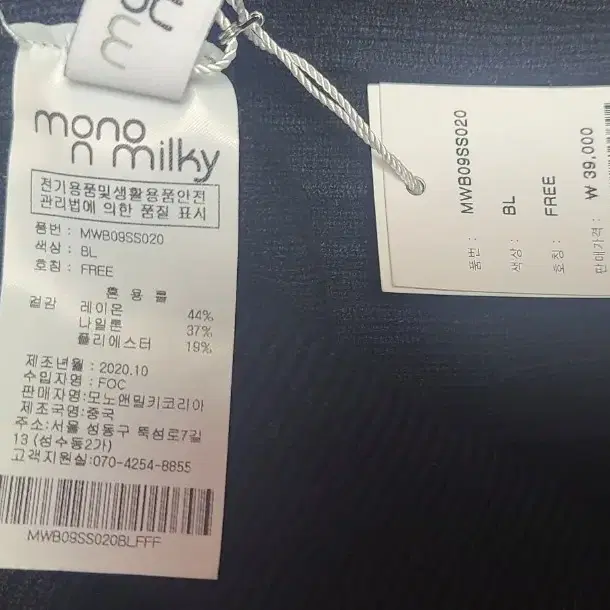 mono
n milky
전기용품및생활용품안전
관리법에 의한 품질 표시
품번 : MWB09SS020
색상 : BL
호칭 : FREE
혼 용 률
겉감 레이온 44%
나일론 37%
폴리에스터 19%
제조년월 : 2020.10
수입자명 : FOC
판매자명:모노앤밀키코리아
제조국명:중국
주소:서울 성동구 뚝섬로7길
13 (성수동2가)
고객지원실:070-4254-8855
MWB09SS020BLFFF
품번 : MWB09SS020
색상 : BL
호칭 : FREE
판매가격 : ₩ 39,000